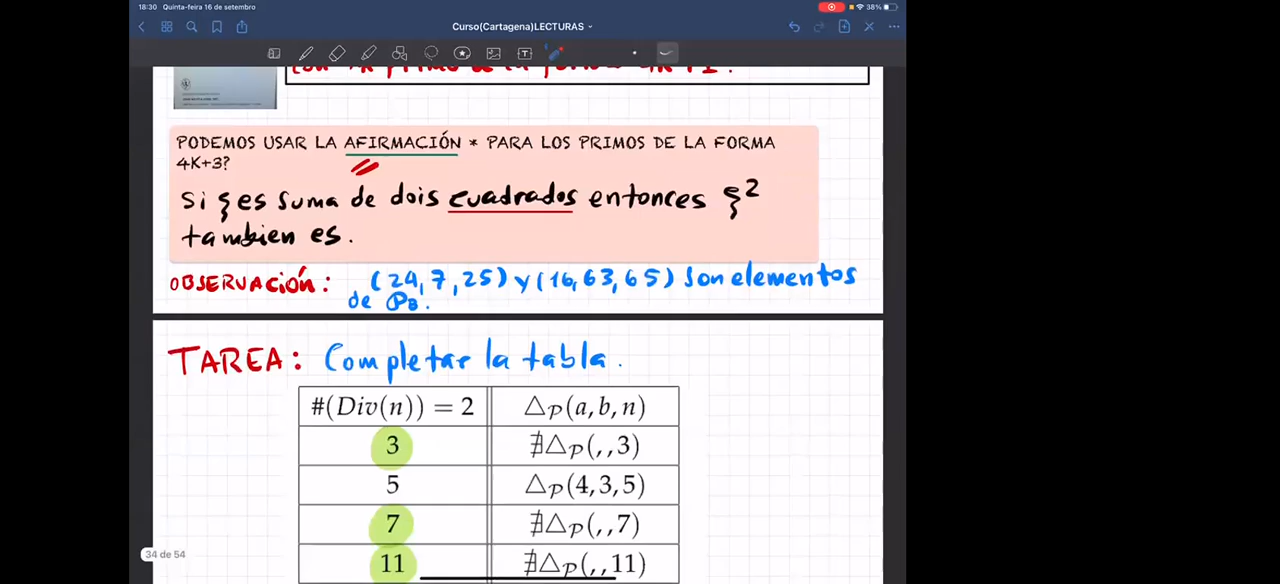 18:30 Quinta-feira 16 de setembro
38%
Curso(Cartagena)LECTURAS
PODEMOS USAR LA AFIRMACIÓN * PARA LOS PRIMOS DE LA FORMA
4K+3?
Si ξ es suma de dois cuadrados entonces ξ²
tambien es.
OBSERVACIÓN: (24,7,25) y (16,63,65) son elementos
de ℗B.
TAREA: Completar la tabla.
#(Div(n)) = 2 △𝒫(a, b, n)
3 ∄△𝒫(, , 3)
5 △𝒫(4, 3, 5)
7 ∄△𝒫(, , 7)
34 de 54
11 ∄△𝒫(, , 11)